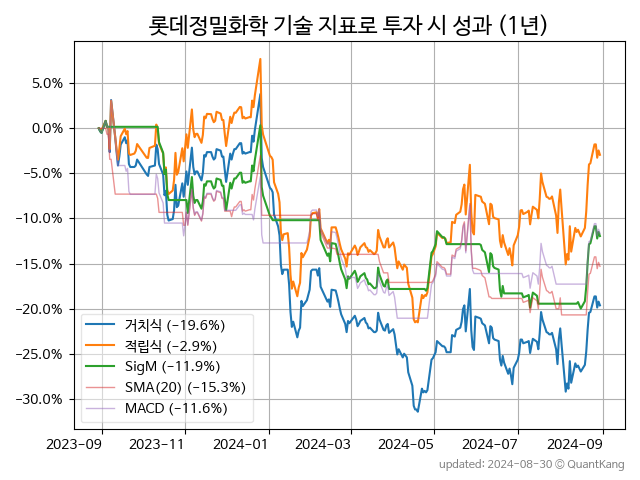 롯데정밀화학 기술 지표로 투자 시 성과 (1년)
5.0%
0.0%
−5.0%
−10.0%
−15.0%
−20.0%
−25.0%
−30.0%
거치식 (−19.6%)
적립식 (−2.9%)
SigM (−11.9%)
SMA(20) (−15.3%)
MACD (−11.6%)
2023−09 2023−11 2024−01 2024−03 2024−05 2024−07 2024−09
updated: 2024−08−30 © QuantKang